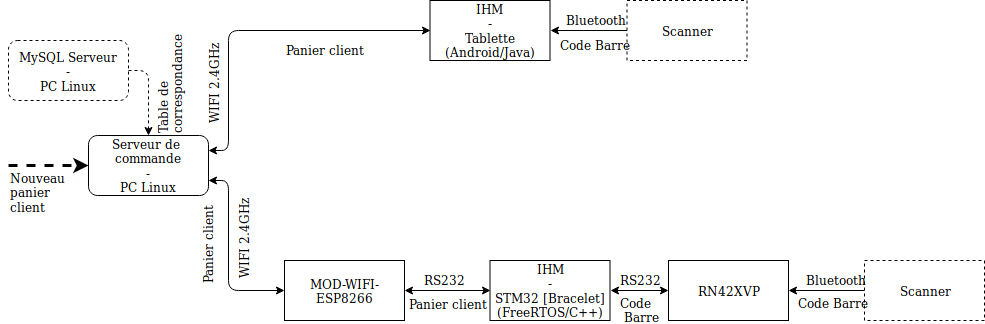 IHM
-
Tablette
(Android/Java)
Bluetooth
Code Barre
Scanner
Panier client
WIFI 2.4GHz
MySQL Serveur
-
PC Linux
Table de
correspondance
Serveur de
commande
-
PC Linux
Nouveau
panier
client
Panier client
WIFI 2.4GHz
MOD-WIFI-
ESP8266
RS232
Panier client
IHM
-
STM32 [Bracelet]
(FreeRTOS/C++)
RS232
Code
Barre
RN42XVP
Bluetooth
Code Barre
Scanner